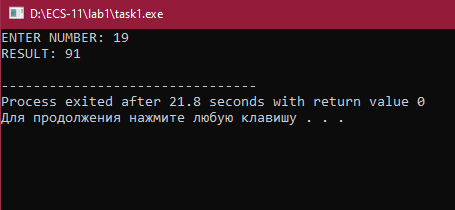 D:\ECS-11\lab1\task1.exe
ENTER NUMBER: 19
RESULT: 91
--------------------------------
Process exited after 21.8 seconds with return value 0
Для продолжения нажмите любую клавишу . . .